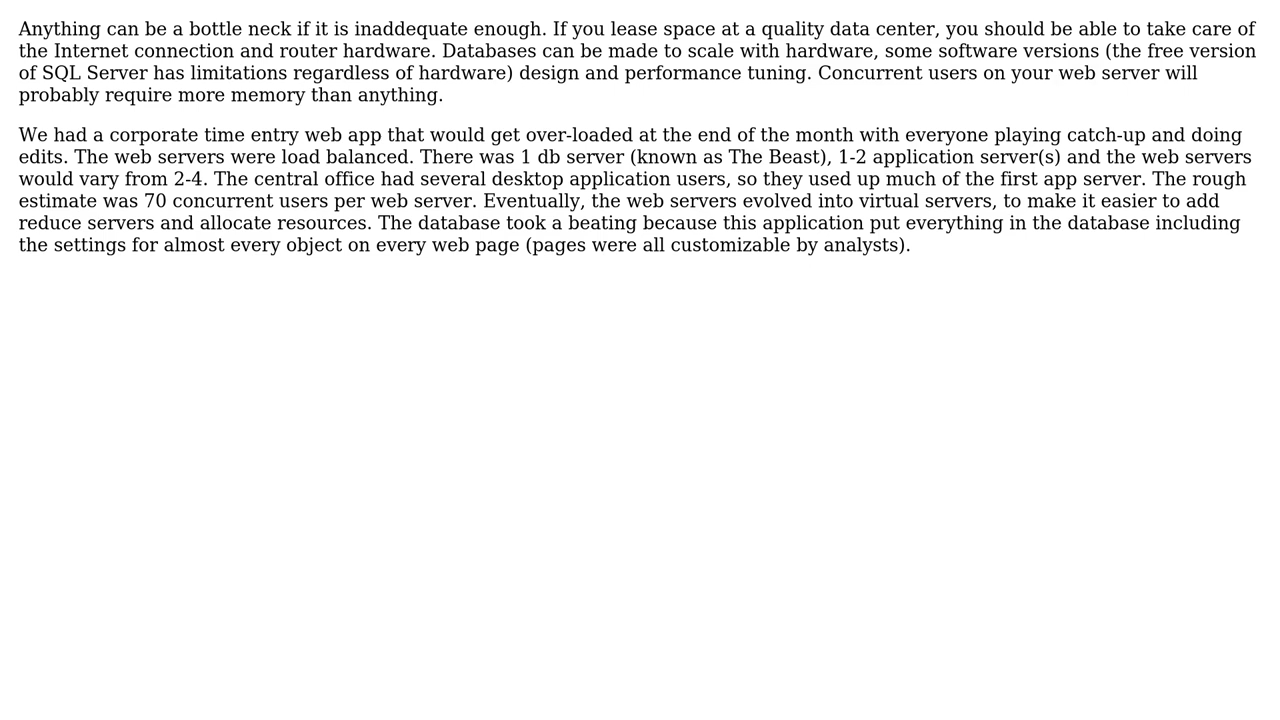 Anything can be a bottle neck if it is inaddequate enough. If you lease space at a quality data center, you should be able to take care of
the Internet connection and router hardware. Databases can be made to scale with hardware, some software versions (the free version
of SQL Server has limitations regardless of hardware) design and performance tuning. Concurrent users on your web server will
probably require more memory than anything.
We had a corporate time entry web app that would get over-loaded at the end of the month with everyone playing catch-up and doing
edits. The web servers were load balanced. There was 1 db server (known as The Beast), 1-2 application server(s) and the web servers
would vary from 2-4. The central office had several desktop application users, so they used up much of the first app server. The rough
estimate was 70 concurrent users per web server. Eventually, the web servers evolved into virtual servers, to make it easier to add
reduce servers and allocate resources. The database took a beating because this application put everything in the database including
the settings for almost every object on every web page (pages were all customizable by analysts).